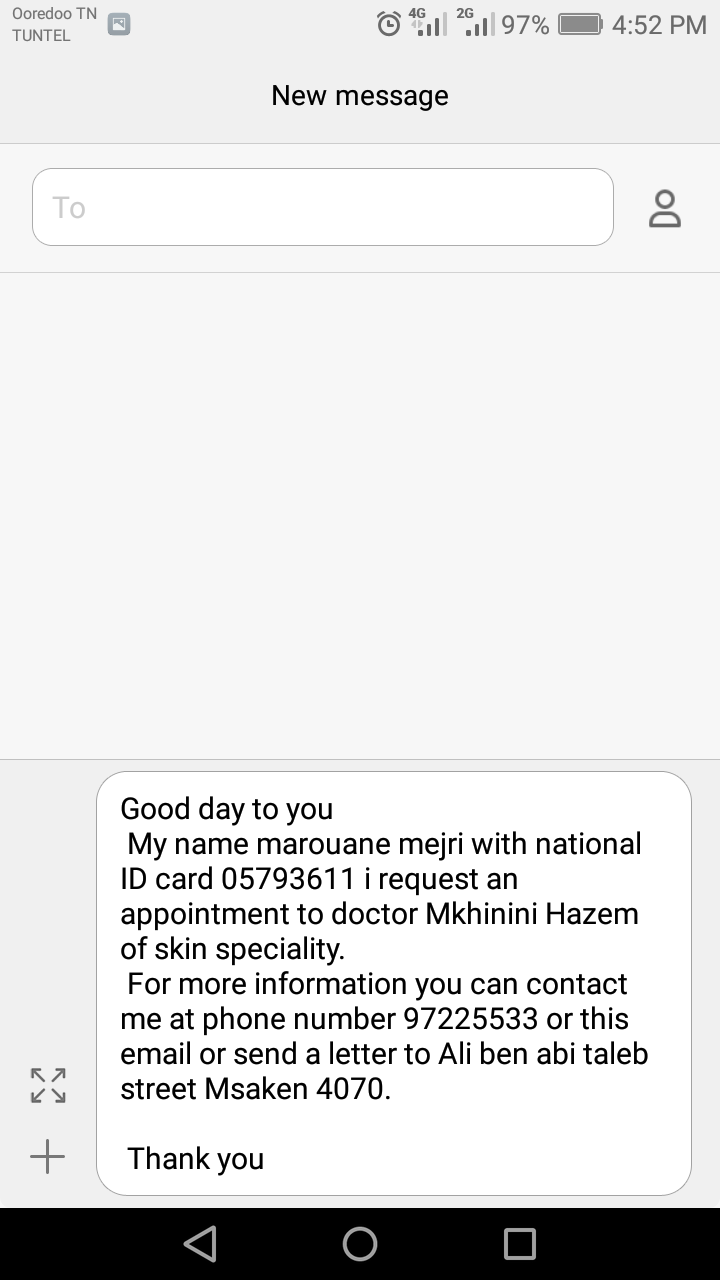 Ooredoo TN
TUNTEL
4G
2G
97%
4:52 PM
New message
To
Good day to you
My name marouane mejri with national
ID card 05793611 i request an
appointment to doctor Mkhinini Hazem
of skin speciality.
For more information you can contact
me at phone number 97225533 or this
email or send a letter to Ali ben abi taleb
street Msaken 4070.
Thank you